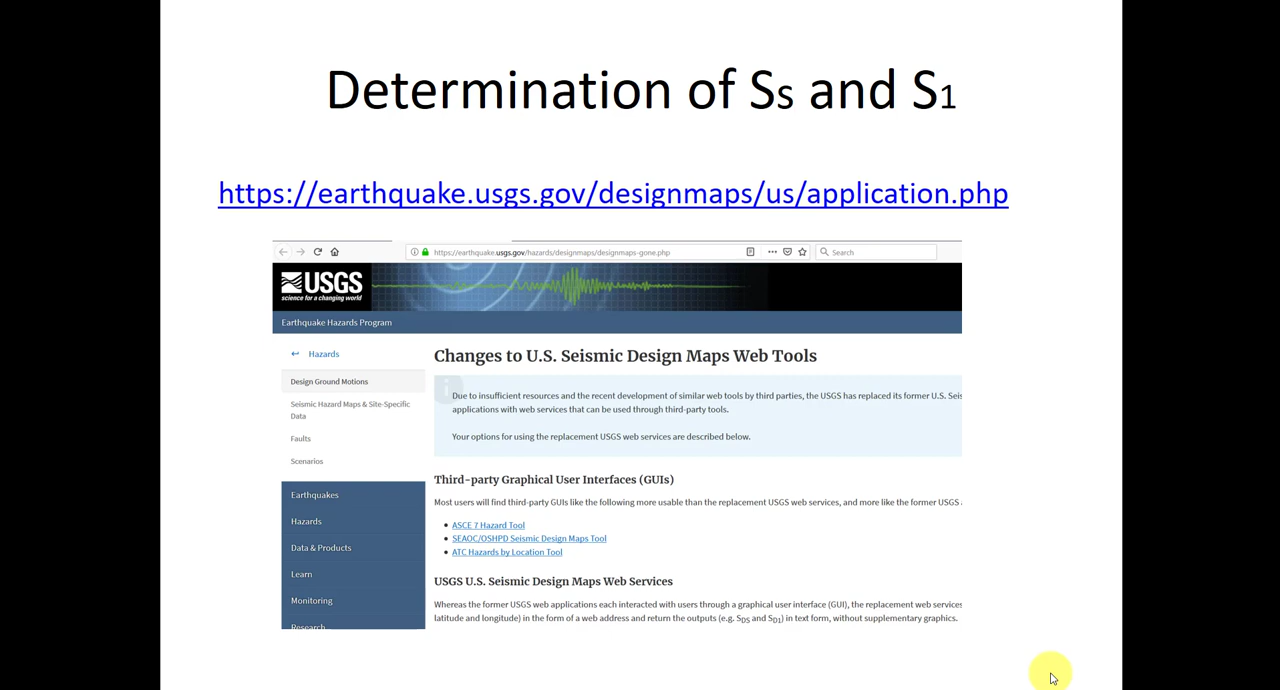 Determination of Ss and S1
https://earthquake.usgs.gov/designmaps/us/application.php
https://earthquake.usgs.gov/hazards/designmaps/designmaps-gone.php
Search
USGS
science for a changing world
Earthquake Hazards Program
Hazards
Design Ground Motions
Seismic Hazard Maps & Site-Specific
Data
Faults
Scenarios
Earthquakes
Hazards
Data & Products
Learn
Monitoring
Research
Changes to U.S. Seismic Design Maps Web Tools
Due to insufficient resources and the recent development of similar web tools by third parties, the USGS has replaced its former U.S. Seis
applications with web services that can be used through third-party tools.
Your options for using the replacement USGS web services are described below.
Third-party Graphical User Interfaces (GUIs)
Most users will find third-party GUIs like the following more usable than the replacement USGS web services, and more like the former USGS
• ASCE 7 Hazard Tool
• SEAOC/OSHPD Seismic Design Maps Tool
• ATC Hazards by Location Tool
USGS U.S. Seismic Design Maps Web Services
Whereas the former USGS web applications each interacted with users through a graphical user interface (GUI), the replacement web services
latitude and longitude) in the form of a web address and return the outputs (e.g. SDS and SD1) in text form, without supplementary graphics.